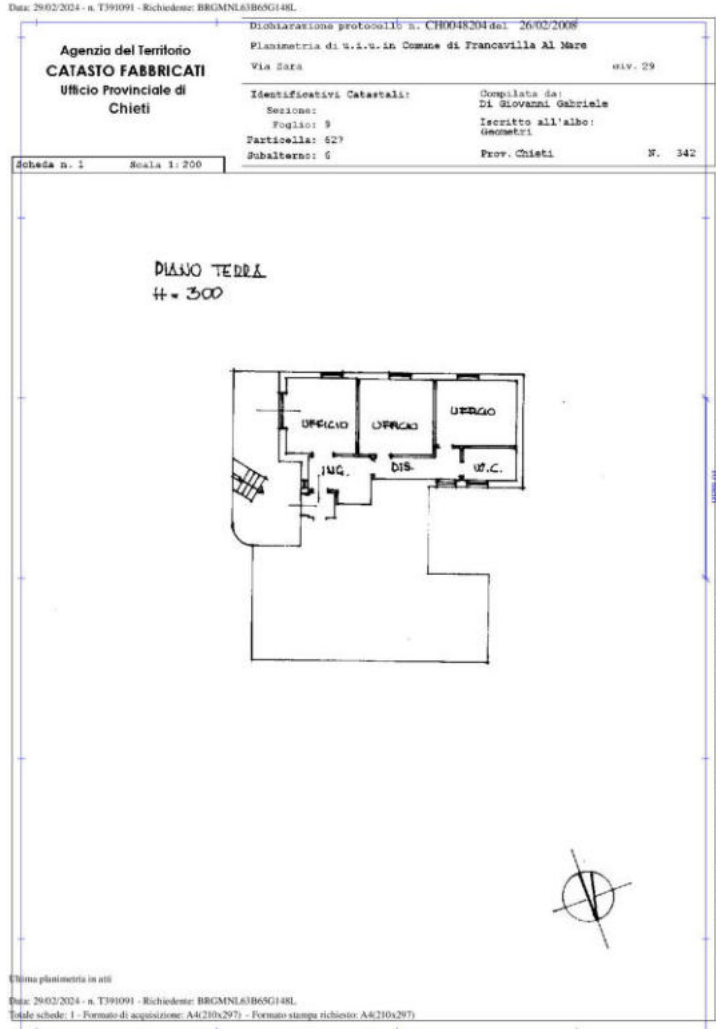 Data: 29/02/2024 - n. T391091 - Richiedente: BRGMNL63B65G148L
Agenzia del Territorio
CATASTO FABBRICATI
Ufficio Provinciale di
Chieti
Dichiarazione protocollo n. CH0048204 del 26/02/2008
Planimetria di u.i.u. in Comune di Francavilla Al Mare
Via Zara
civ. 29
Identificativi Catastali:
Sezione:
Foglio: 9
Particella: 627
Subalterno: 6
Compilata da:
Di Giovanni Gabriele
Iscritto all'albo:
Geometri
Prov. Chieti
N. 342
Scheda n. 1
Scala 1:200
PIANO TERRA
H = 300
UFFICIO
UFFICIO
UFFICIO
ING.
DIS.
W.C.
Ultima planimetria in atti
Data: 29/02/2024 - n. T391091 - Richiedente: BRGMNL63B65G148L
Totale schede: 1 - Formato di acquisizione: A4(210x297) - Formato stampa richiesto: A4(210x297)